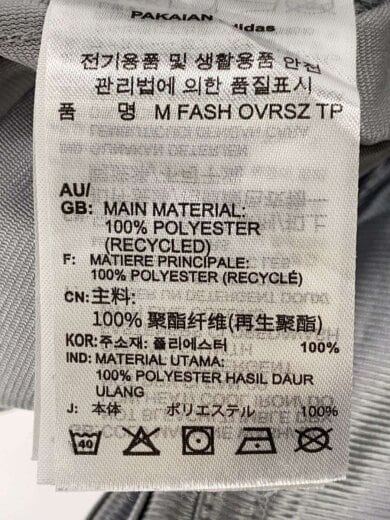 PAKAIAN
adidas
전기용품 및 생활용품 안전
관리법에 의한 품질표시
품 명 M FASH OVRSZ TP
AU/
GB: MAIN MATERIAL:
100% POLYESTER
(RECYCLED)
F: MATIERE PRINCIPALE:
100% POLYESTER (RECYCLÉ)
CN: 主料:
100% 聚酯纤维(再生聚酯)
KOR: 주소재: 폴리에스터 100%
IND: MATERIAL UTAMA:
100% POLYESTER HASIL DAUR
ULANG
J: 本体 ポリエステル 100%
40